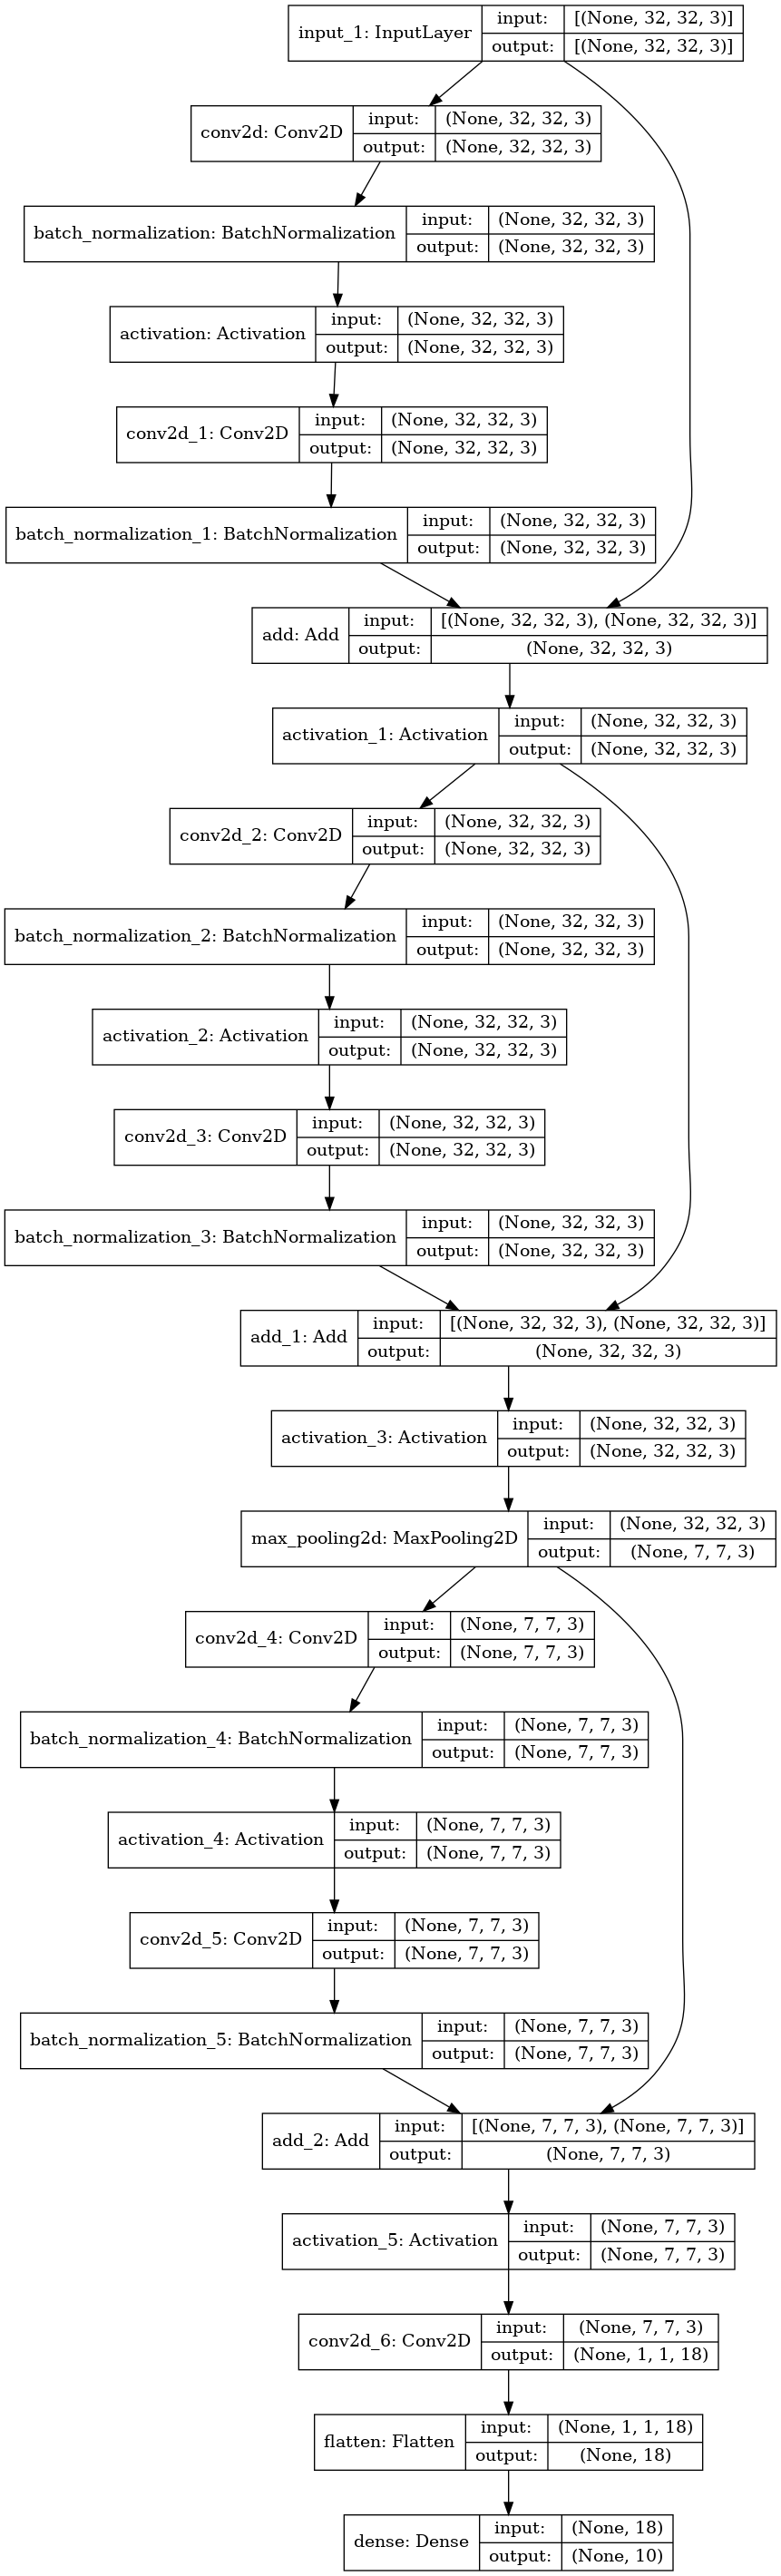 input_1: InputLayer
input: [(None, 32, 32, 3)]
output: [(None, 32, 32, 3)]
conv2d: Conv2D
input: (None, 32, 32, 3)
output: (None, 32, 32, 3)
batch_normalization: BatchNormalization
input: (None, 32, 32, 3)
output: (None, 32, 32, 3)
activation: Activation
input: (None, 32, 32, 3)
output: (None, 32, 32, 3)
conv2d_1: Conv2D
input: (None, 32, 32, 3)
output: (None, 32, 32, 3)
batch_normalization_1: BatchNormalization
input: (None, 32, 32, 3)
output: (None, 32, 32, 3)
add: Add
input: [(None, 32, 32, 3), (None, 32, 32, 3)]
output: (None, 32, 32, 3)
activation_1: Activation
input: (None, 32, 32, 3)
output: (None, 32, 32, 3)
conv2d_2: Conv2D
input: (None, 32, 32, 3)
output: (None, 32, 32, 3)
batch_normalization_2: BatchNormalization
input: (None, 32, 32, 3)
output: (None, 32, 32, 3)
activation_2: Activation
input: (None, 32, 32, 3)
output: (None, 32, 32, 3)
conv2d_3: Conv2D
input: (None, 32, 32, 3)
output: (None, 32, 32, 3)
batch_normalization_3: BatchNormalization
input: (None, 32, 32, 3)
output: (None, 32, 32, 3)
add_1: Add
input: [(None, 32, 32, 3), (None, 32, 32, 3)]
output: (None, 32, 32, 3)
activation_3: Activation
input: (None, 32, 32, 3)
output: (None, 32, 32, 3)
max_pooling2d: MaxPooling2D
input: (None, 32, 32, 3)
output: (None, 7, 7, 3)
conv2d_4: Conv2D
input: (None, 7, 7, 3)
output: (None, 7, 7, 3)
batch_normalization_4: BatchNormalization
input: (None, 7, 7, 3)
output: (None, 7, 7, 3)
activation_4: Activation
input: (None, 7, 7, 3)
output: (None, 7, 7, 3)
conv2d_5: Conv2D
input: (None, 7, 7, 3)
output: (None, 7, 7, 3)
batch_normalization_5: BatchNormalization
input: (None, 7, 7, 3)
output: (None, 7, 7, 3)
add_2: Add
input: [(None, 7, 7, 3), (None, 7, 7, 3)]
output: (None, 7, 7, 3)
activation_5: Activation
input: (None, 7, 7, 3)
output: (None, 7, 7, 3)
conv2d_6: Conv2D
input: (None, 7, 7, 3)
output: (None, 1, 1, 18)
flatten: Flatten
input: (None, 1, 1, 18)
output: (None, 18)
dense: Dense
input: (None, 18)
output: (None, 10)